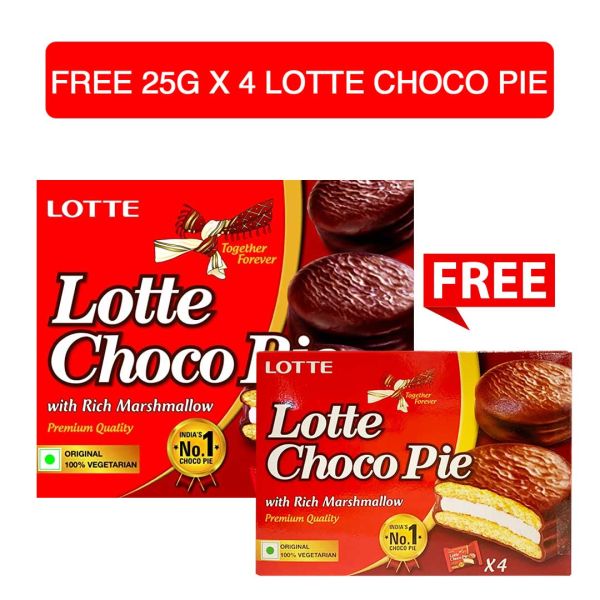 FREE 25G X 4 LOTTE CHOCO PIE
LOTTE
Together
Forever
Lotte
Choco Pie
with Rich Marshmallow
Premium Quality
ORIGINAL
100% VEGETARIAN
INDIA'S
No.1
CHOCO PIE
FREE
LOTTE
Together
Forever
Lotte
Choco Pie
with Rich Marshmallow
Premium Quality
ORIGINAL
100% VEGETARIAN
INDIA'S
No.1
CHOCO PIE
X4